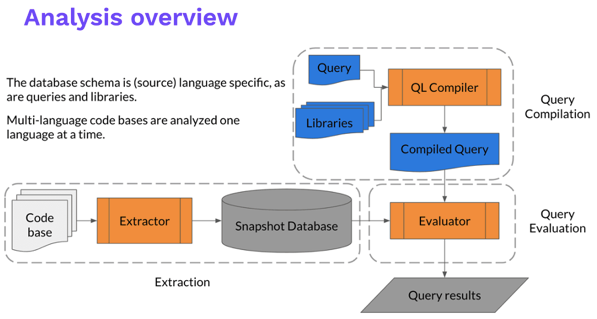 Analysis overview
The database schema is (source) language specific, as
are queries and libraries.
Multi-language code bases are analyzed one
language at a time.
Query
Libraries
QL Compiler
Compiled Query
Query
Compilation
Code
base
Extractor
Snapshot Database
Evaluator
Query
Evaluation
Extraction
Query results